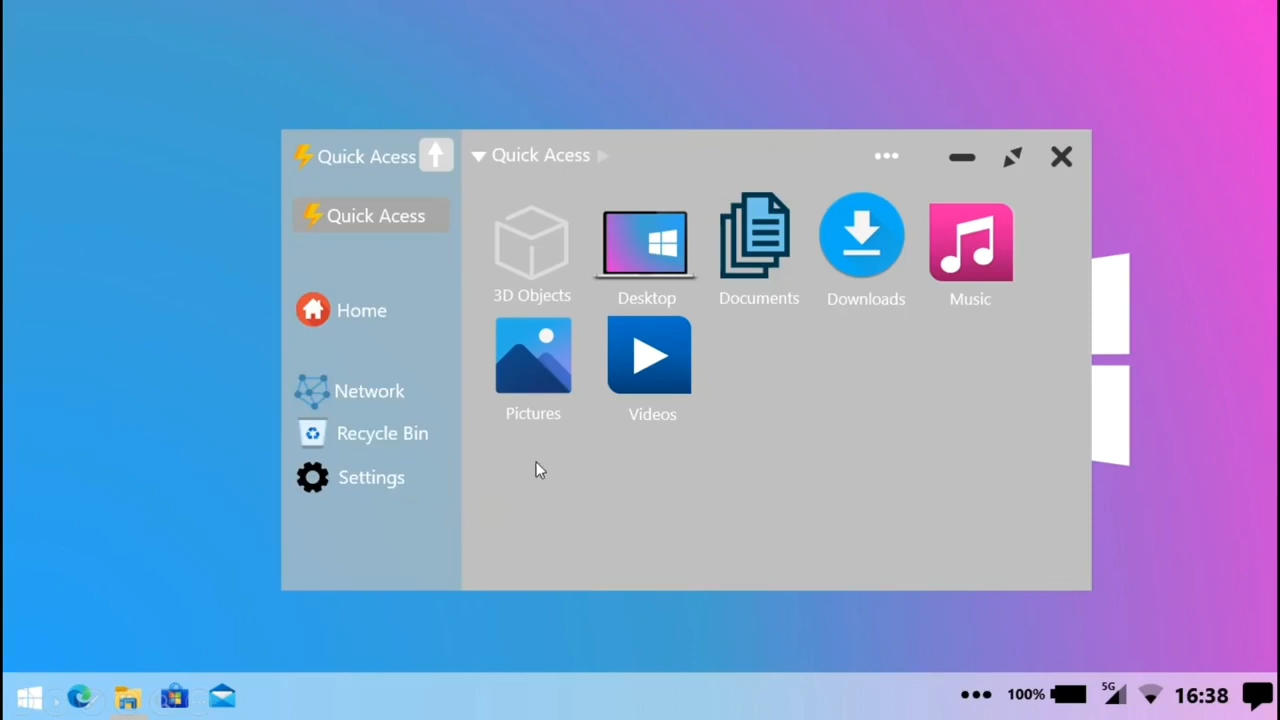 Quick Acess
Quick Acess
Quick Acess
Home
Network
Recycle Bin
Settings
3D Objects
Desktop
Documents
Downloads
Music
Pictures
Videos
100%
5G
16:38